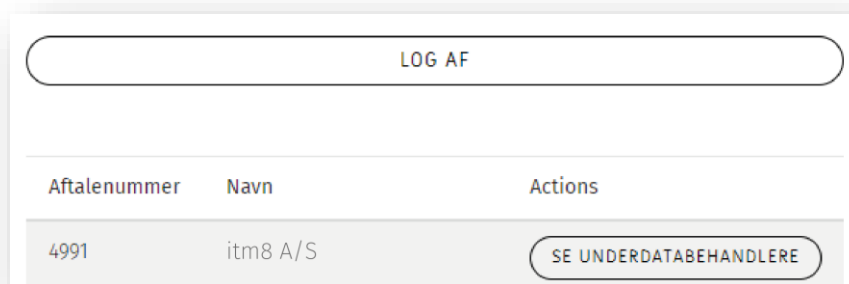 LOG AF
Aftalenummer Navn Actions
4991 itm8 A/S SE UNDERDATABEHANDLERE